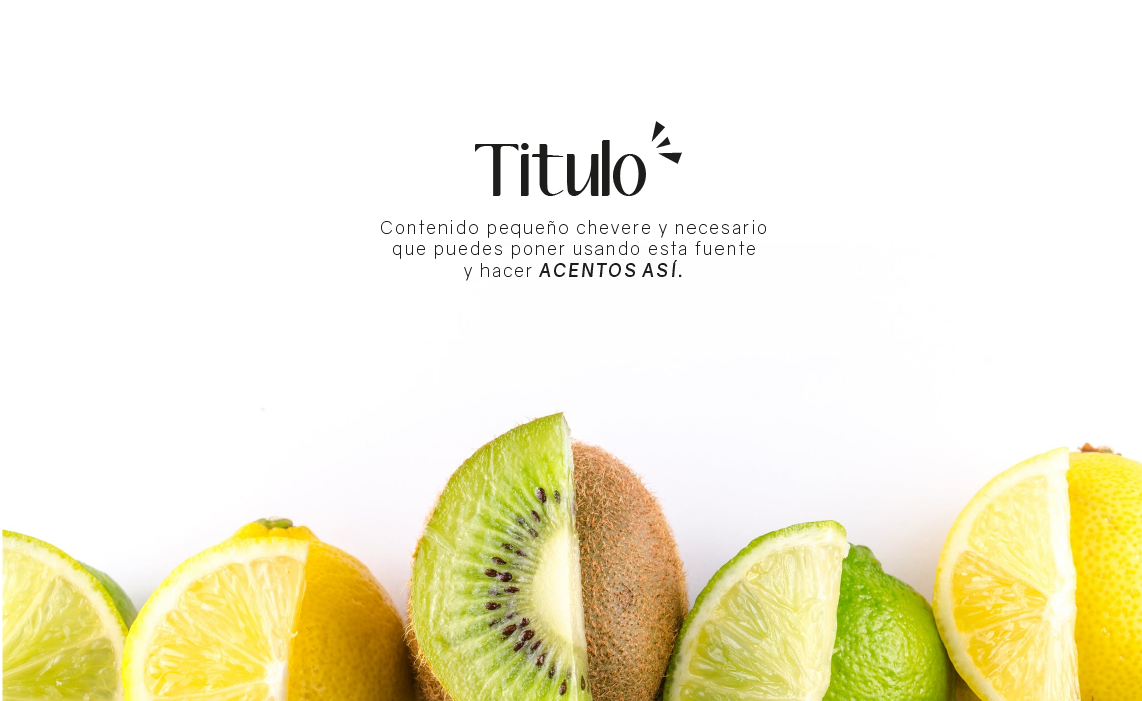 Titulo
Contenido pequeño chevere y necesario
que puedes poner usando esta fuente
y hacer ACENTOS ASÍ.